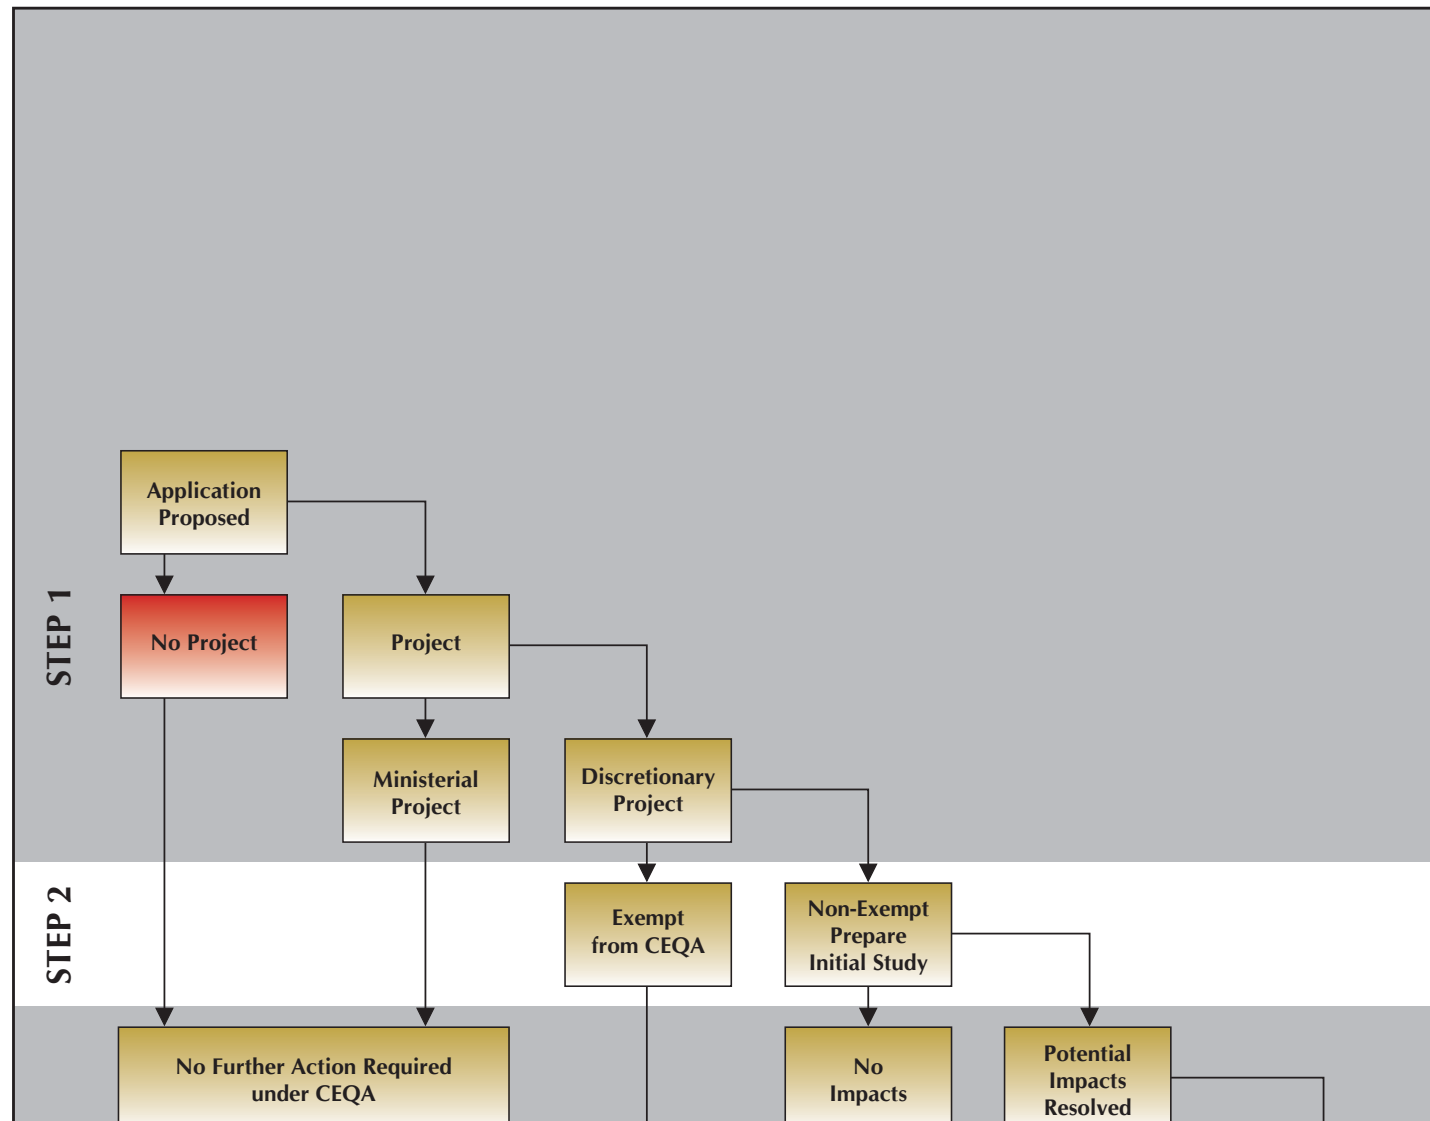 Application
Proposed
STEP 1
No Project
Project
Ministerial
Project
Discretionary
Project
STEP 2
Exempt
from CEQA
Non-Exempt
Prepare
Initial Study
No Further Action Required
under CEQA
No
Impacts
Potential
Impacts
Resolved